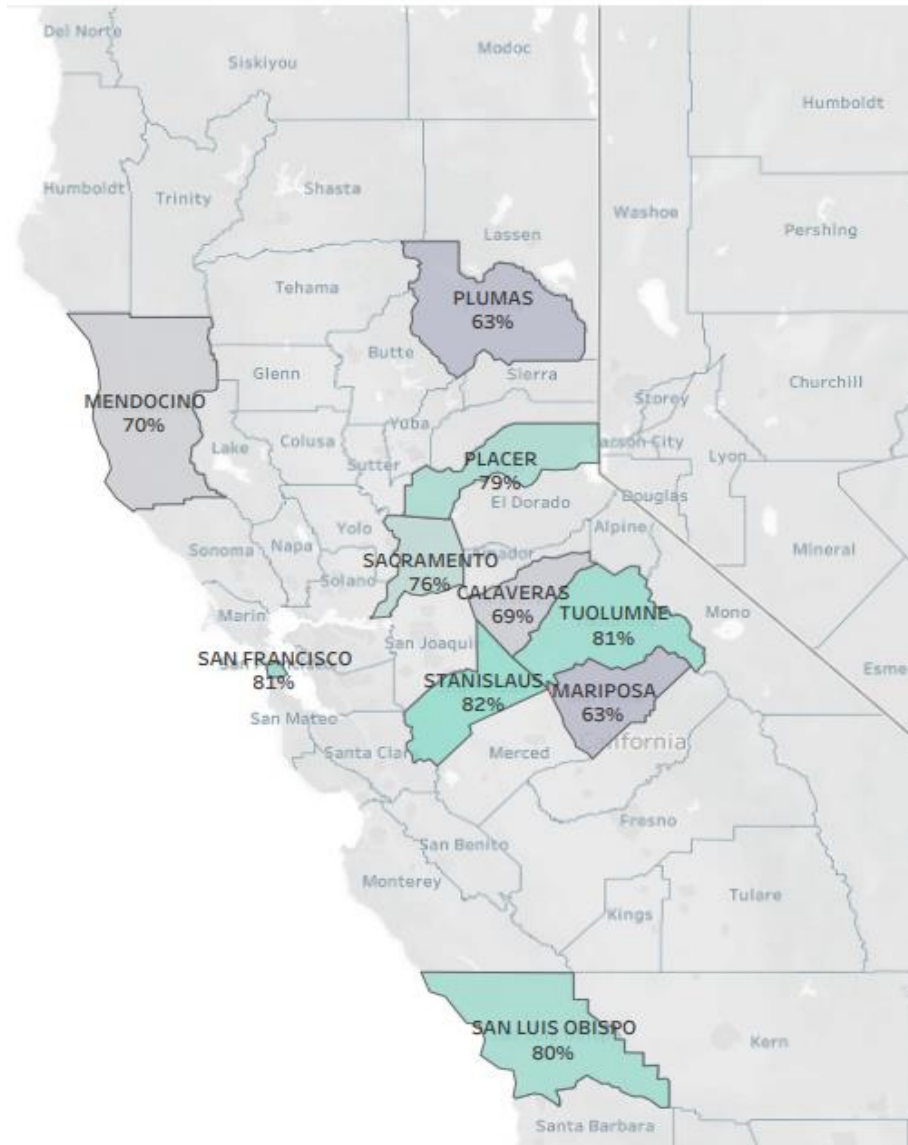 Del Norte
Siskiyou
Modoc
Humboldt
Humboldt
Trinity
Shasta
Lassen
Washoe
Pershing
Tehama
PLUMAS
63%
Butte
Glenn
Sierra
Churchill
MENDOCINO
70%
Storey
Lake
Colusa
Yuba
Sutter
Carson City
Lyon
PLACER
79%
El Dorado
Douglas
Yolo
Alpine
Sonoma
Napa
Mineral
SACRAMENTO
76%
Solano
CALAVERAS
69%
TUOLUMNE
81%
Mono
Marin
San Joaquin
SAN FRANCISCO
81%
STANISLAUS
82%
MARIPOSA
63%
Esme
San Mateo
Santa Clar
Merced
lifornia
Fresno
San Benito
Monterey
Tulare
Kings
SAN LUIS OBISPO
80%
Kern
Santa Barbara